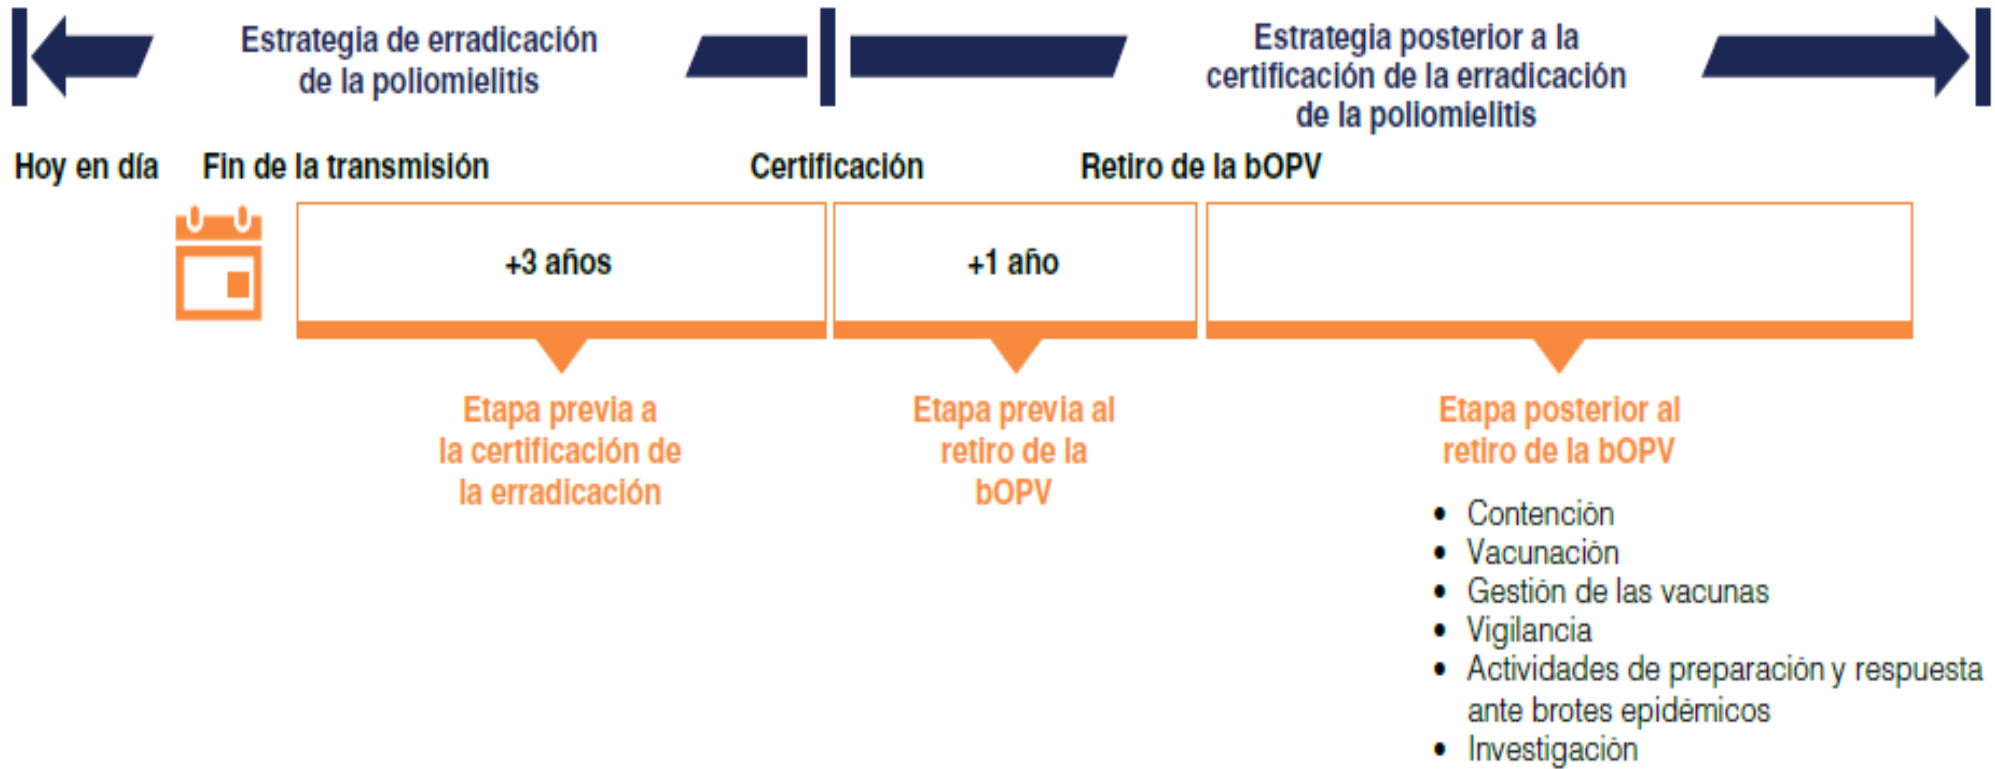 Estrategia de erradicación
de la poliomielitis
Estrategia posterior a la
certificación de la erradicación
de la poliomielitis
Hoy en día
Fin de la transmisión
Certificación
Retiro de la bOPV
+3 años
+1 año
Etapa previa a
la certificación de
la erradicación
Etapa previa al
retiro de la
bOPV
Etapa posterior al
retiro de la bOPV
• Contención
• Vacunación
• Gestión de las vacunas
• Vigilancia
• Actividades de preparación y respuesta
ante brotes epidémicos
• Investigación